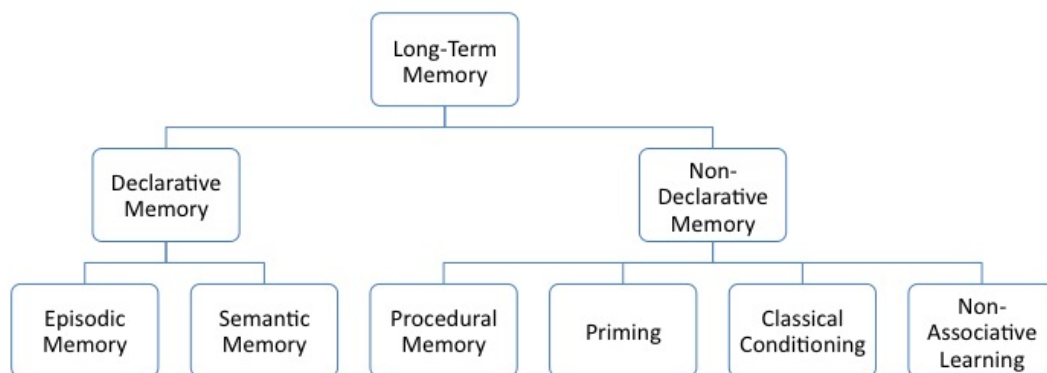 Long-Term
Memory
Declarative
Memory
Non-
Declarative
Memory
Episodic
Memory
Semantic
Memory
Procedural
Memory
Priming
Classical
Conditioning
Non-
Associative
Learning